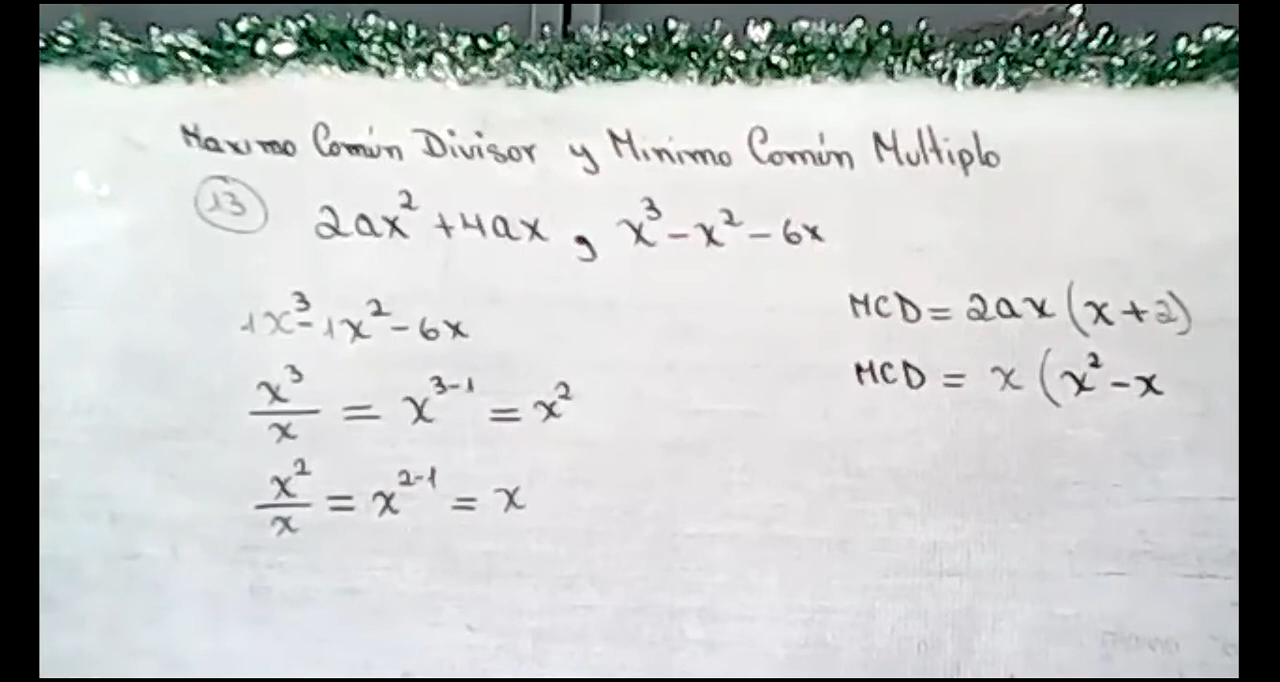 Maximo Común Divisor y Minimo Común Multiplo
13 2ax² + 4ax , x³ - x² - 6x
1x³ - 1x² - 6x
MCD = 2ax (x + 2)
x³/x = x³⁻¹ = x²
MCD = x (x² - x
x²/x = x²⁻¹ = x